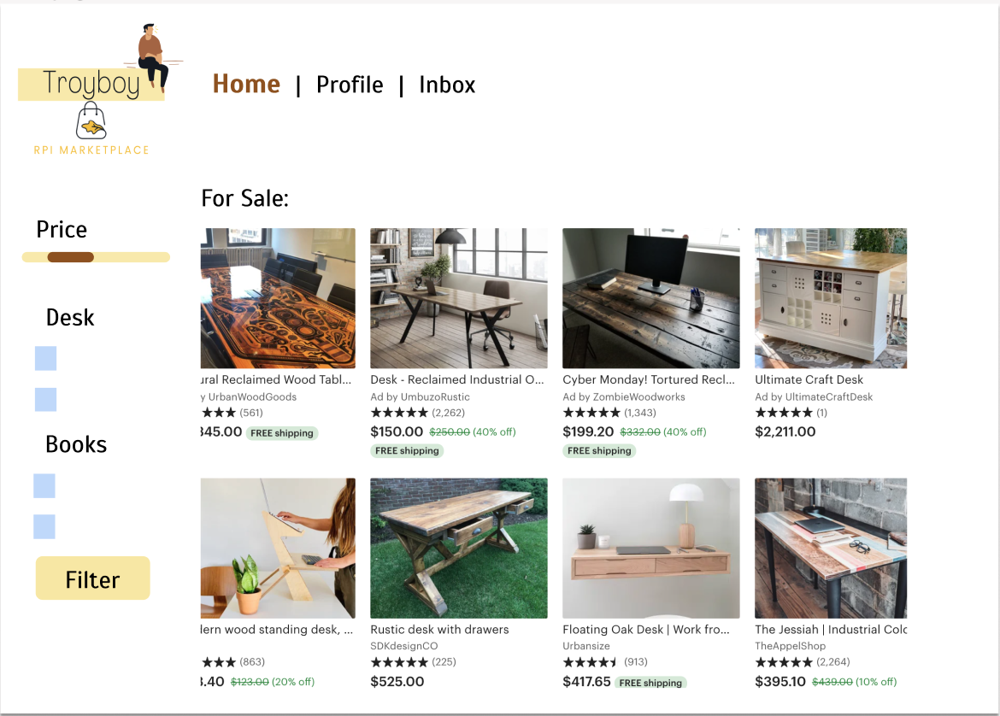 Troyboy
RPI MARKETPLACE
Home | Profile | Inbox
For Sale:
Price
Desk
Books
Filter
ural Reclaimed Wood Tabl...
y UrbanWoodGoods
(561)
345.00 FREE shipping
Desk - Reclaimed Industrial O...
Ad by UmbuzoRustic
(2,262)
$150.00 $250.00 (40% off)
FREE shipping
Cyber Monday! Tortured Recl...
Ad by ZombieWoodworks
(1,343)
$199.20 $332.00 (40% off)
FREE shipping
Ultimate Craft Desk
Ad by UltimateCraftDesk
(1)
$2,211.00
lern wood standing desk, ...
(863)
.40 $123.00 (20% off)
Rustic desk with drawers
SDKdesignCO
(225)
$525.00
Floating Oak Desk | Work fro...
Urbansize
(913)
$417.65 FREE shipping
The Jessiah | Industrial Colo
TheAppelShop
(2,264)
$395.10 $439.00 (10% off)